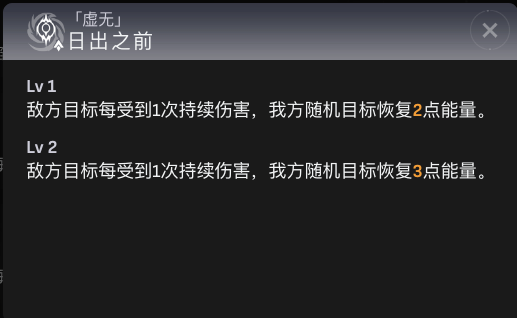 「虚无」
日出之前
Lv 1
敌方目标每受到1次持续伤害，我方随机目标恢复2点能量。
Lv 2
敌方目标每受到1次持续伤害，我方随机目标恢复3点能量。